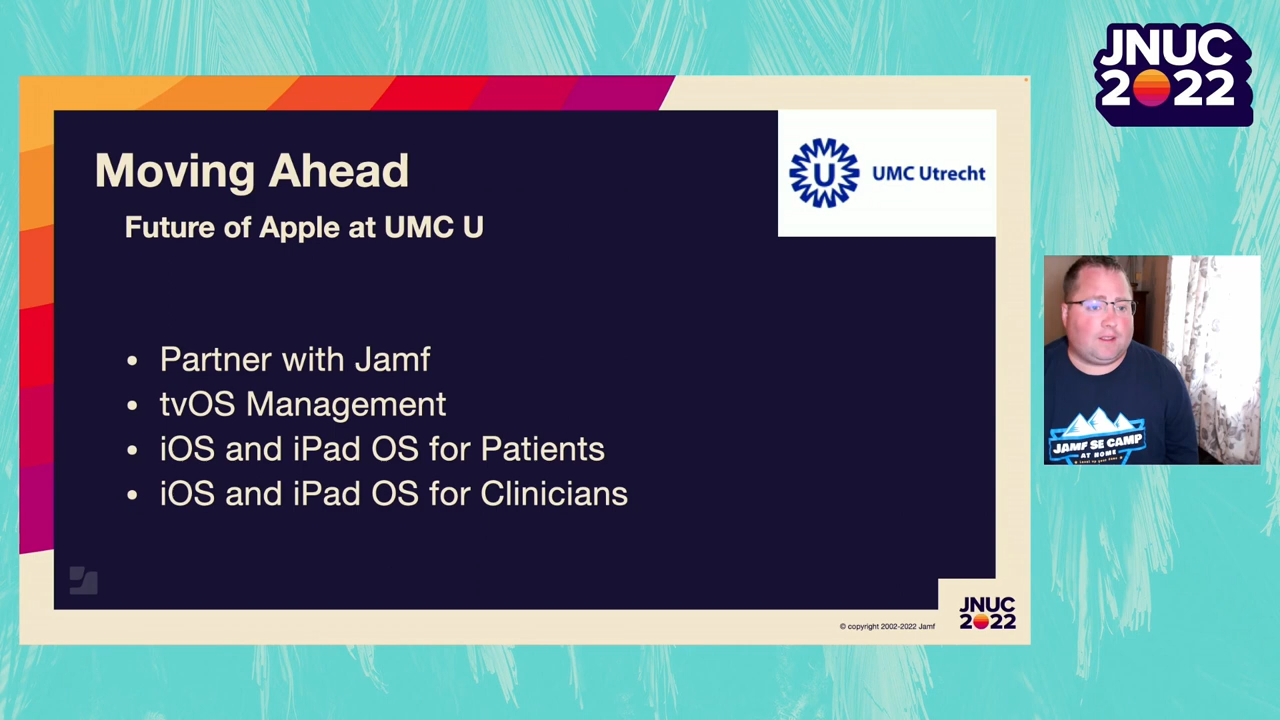 JNUC
2022
Moving Ahead
UMC Utrecht
Future of Apple at UMC U
• Partner with Jamf
• tvOS Management
• iOS and iPad OS for Patients
• iOS and iPad OS for Clinicians
JAMF SE CAMP
AT HOME
JNUC
2022
© copyright 2002-2022 Jamf